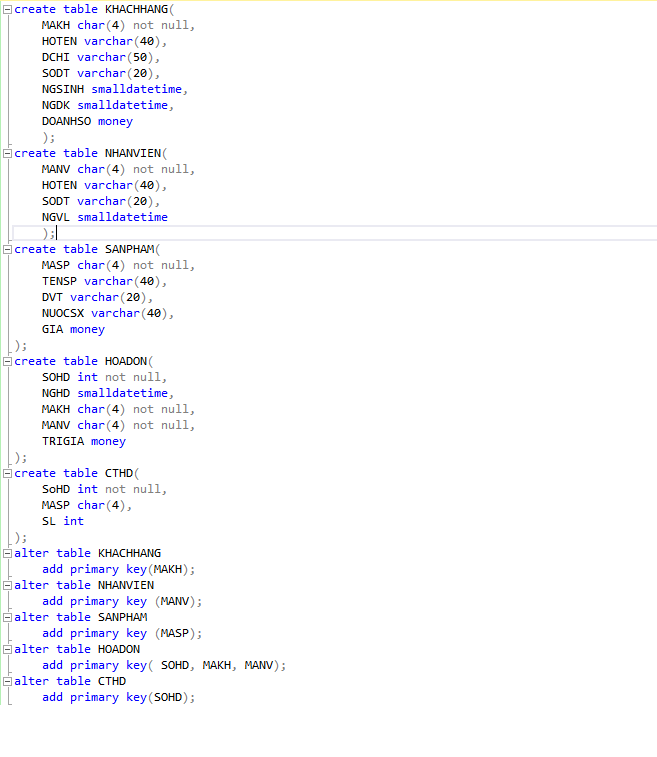 create table KHACHHANG(
MAKH char(4) not null,
HOTEN varchar(40),
DCHI varchar(50),
SODT varchar(20),
NGSINH smalldatetime,
NGDK smalldatetime,
DOANHSO money
);
create table NHANVIEN(
MANV char(4) not null,
HOTEN varchar(40),
SODT varchar(20),
NGVL smalldatetime
);
create table SANPHAM(
MASP char(4) not null,
TENSP varchar(40),
DVT varchar(20),
NUOCSX varchar(40),
GIA money
);
create table HOADON(
SOHD int not null,
NGHD smalldatetime,
MAKH char(4) not null,
MANV char(4) not null,
TRIGIA money
);
create table CTHD(
SoHD int not null,
MASP char(4),
SL int
);
alter table KHACHHANG
add primary key(MAKH);
alter table NHANVIEN
add primary key (MANV);
alter table SANPHAM
add primary key (MASP);
alter table HOADON
add primary key( SOHD, MAKH, MANV);
alter table CTHD
add primary key(SOHD);